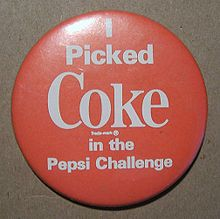 I
Picked
Coke
Trade-mark ®
in the
Pepsi Challenge